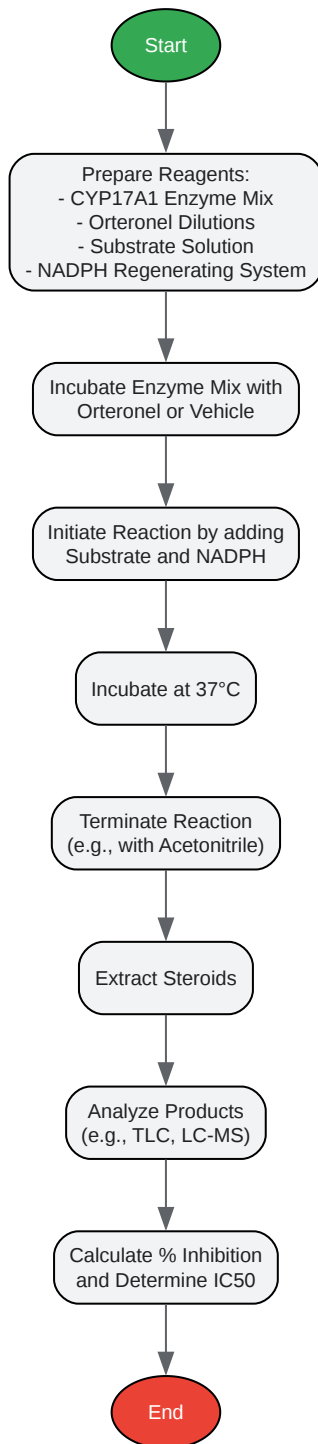 Start
Prepare Reagents:
- CYP17A1 Enzyme Mix
- Orteronel Dilutions
- Substrate Solution
- NADPH Regenerating System
Incubate Enzyme Mix with
Orteronel or Vehicle
Initiate Reaction by adding
Substrate and NADPH
Incubate at 37°C
Terminate Reaction
(e.g., with Acetonitrile)
Extract Steroids
Analyze Products
(e.g., TLC, LC-MS)
Calculate % Inhibition
and Determine IC50
End